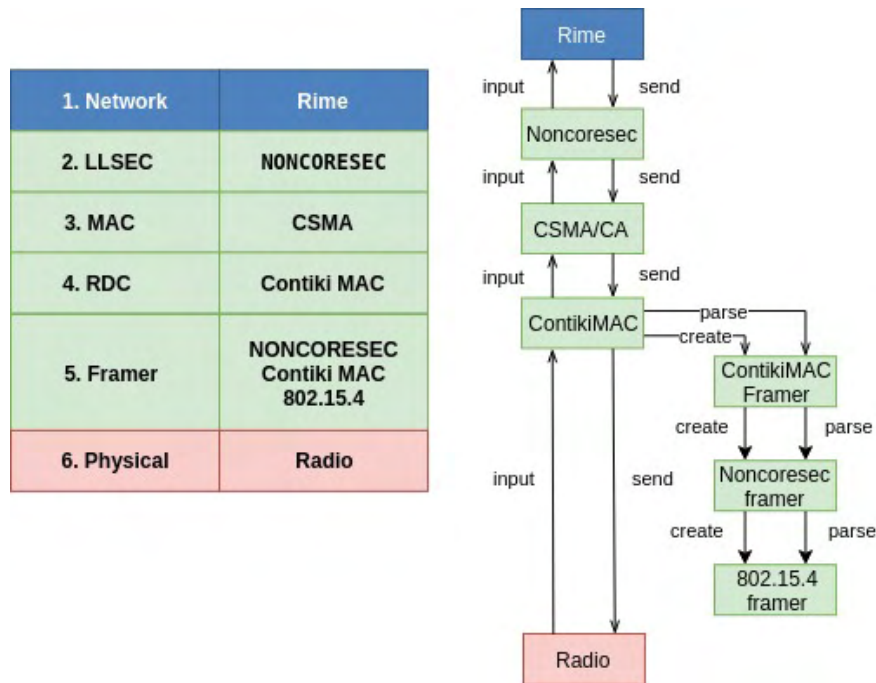 1. Network
Rime
2. LLSEC
NONCORESEC
3. MAC
CSMA
4. RDC
Contiki MAC
5. Framer
NONCORESEC
Contiki MAC
802.15.4
6. Physical
Radio
Rime
input
send
Noncoresec
input
send
CSMA/CA
input
send
ContikiMAC
parse
create
ContikiMAC
Framer
create
parse
Noncoresec
framer
input
send
create
parse
802.15.4
framer
Radio